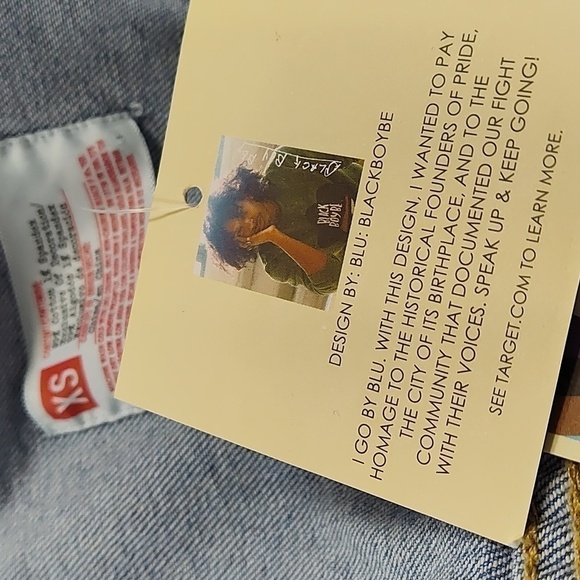 DESIGN BY: BLU: BLACKBOYBE
I GO BY BLU. WITH THIS DESIGN, I WANTED TO PAY
HOMAGE TO THE HISTORICAL FOUNDERS OF PRIDE,
THE CITY OF ITS BIRTHPLACE, AND TO THE
COMMUNITY THAT DOCUMENTED OUR FIGHT
WITH THEIR VOICES. SPEAK UP & KEEP GOING!
SEE TARGET.COM TO LEARN MORE.
BLACK
XS